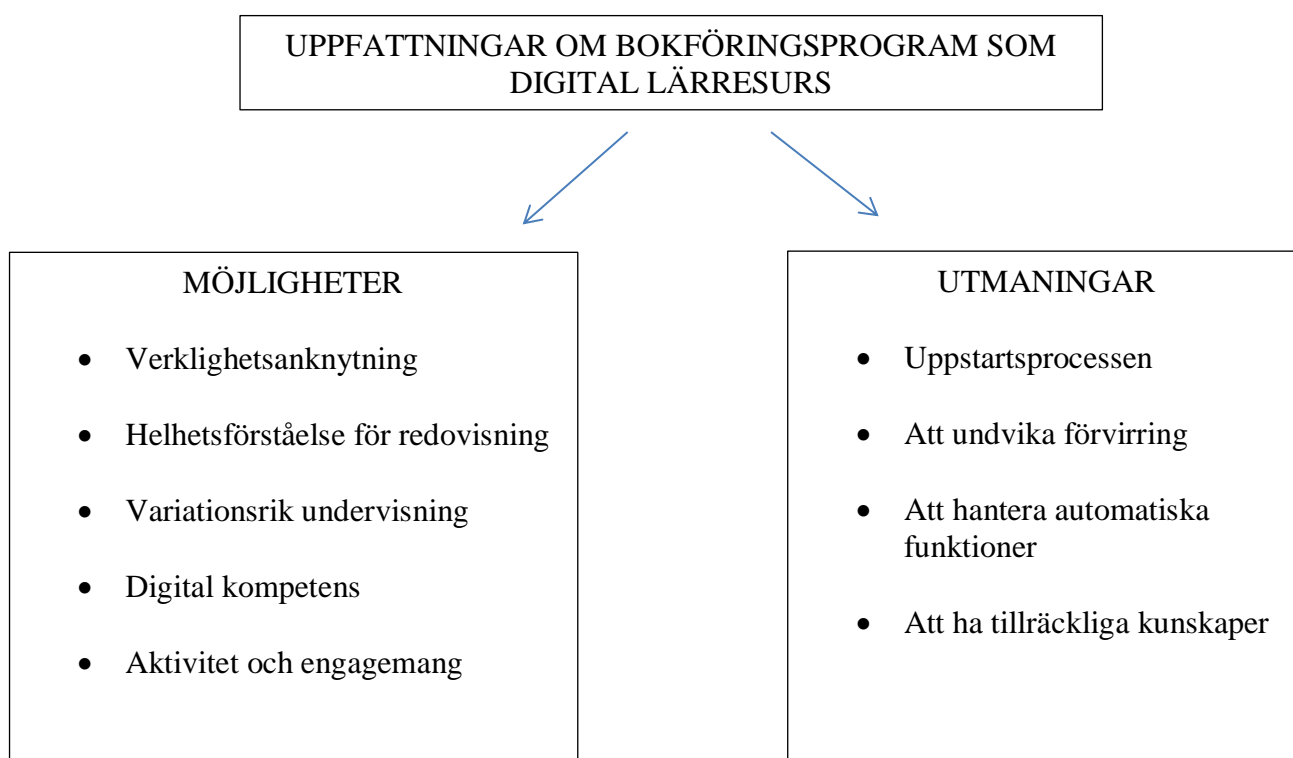 UPPFATTNINGAR OM BOKFÖRINGSPROGRAM SOM
DIGITAL LÄRRESURS
MÖJLIGHETER
• Verklighetsanknytning
• Helhetsförståelse för redovisning
• Variationsrik undervisning
• Digital kompetens
• Aktivitet och engagemang
UTMANINGAR
• Uppstartsprocessen
• Att undvika förvirring
• Att hantera automatiska
funktioner
• Att ha tillräckliga kunskaper